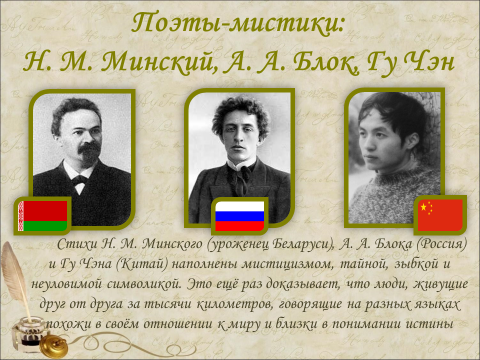 Поэты-мистики:
Н. М. Минский, А. А. Блок, Гу Чэн
Стихи Н. М. Минского (уроженец Беларуси), А. А. Блока (Россия)
и Гу Чэна (Китай) наполнены мистицизмом, тайной, зыбкой и
неуловимой символикой. Это ещё раз доказывает, что люди, живущие
друг от друга за тысячи километров, говорящие на разных языках
похожи в своём отношении к миру и близки в понимании истины